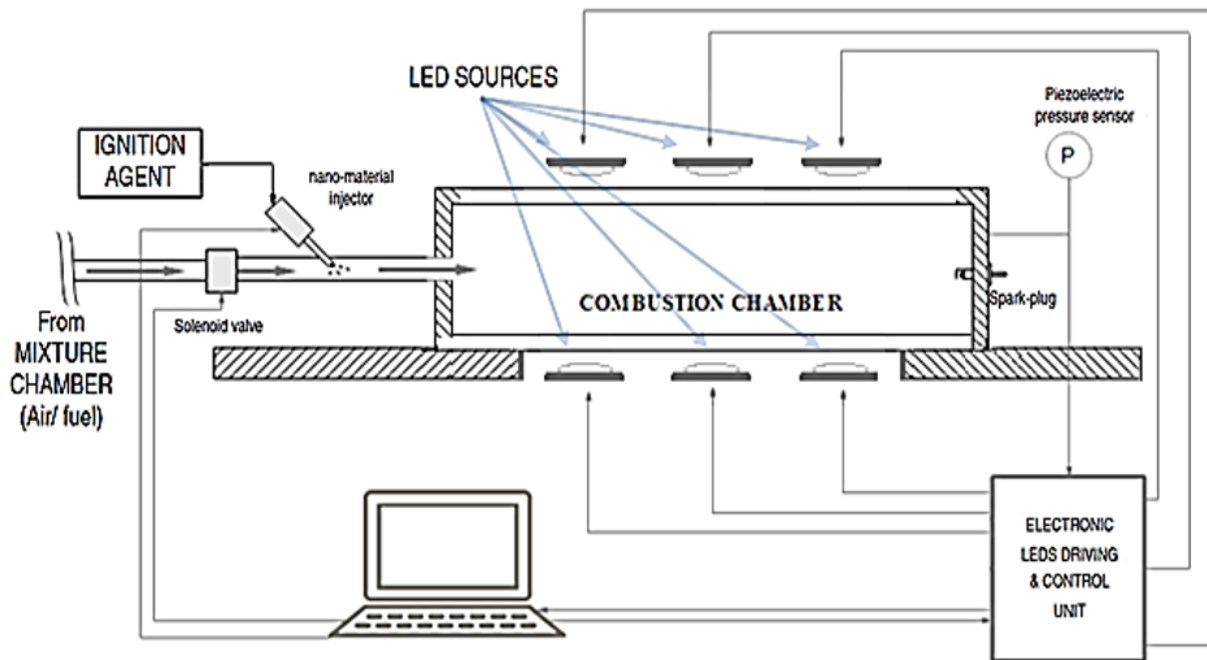 LED SOURCES
Piezoelectric
pressure sensor
P
IGNITION
AGENT
nano-material
injector
COMBUSTION CHAMBER
Spark-plug
Solenoid valve
From
MIXTURE
CHAMBER
(Air/ fuel)
ELECTRONIC
LEDS DRIVING
& CONTROL
UNIT